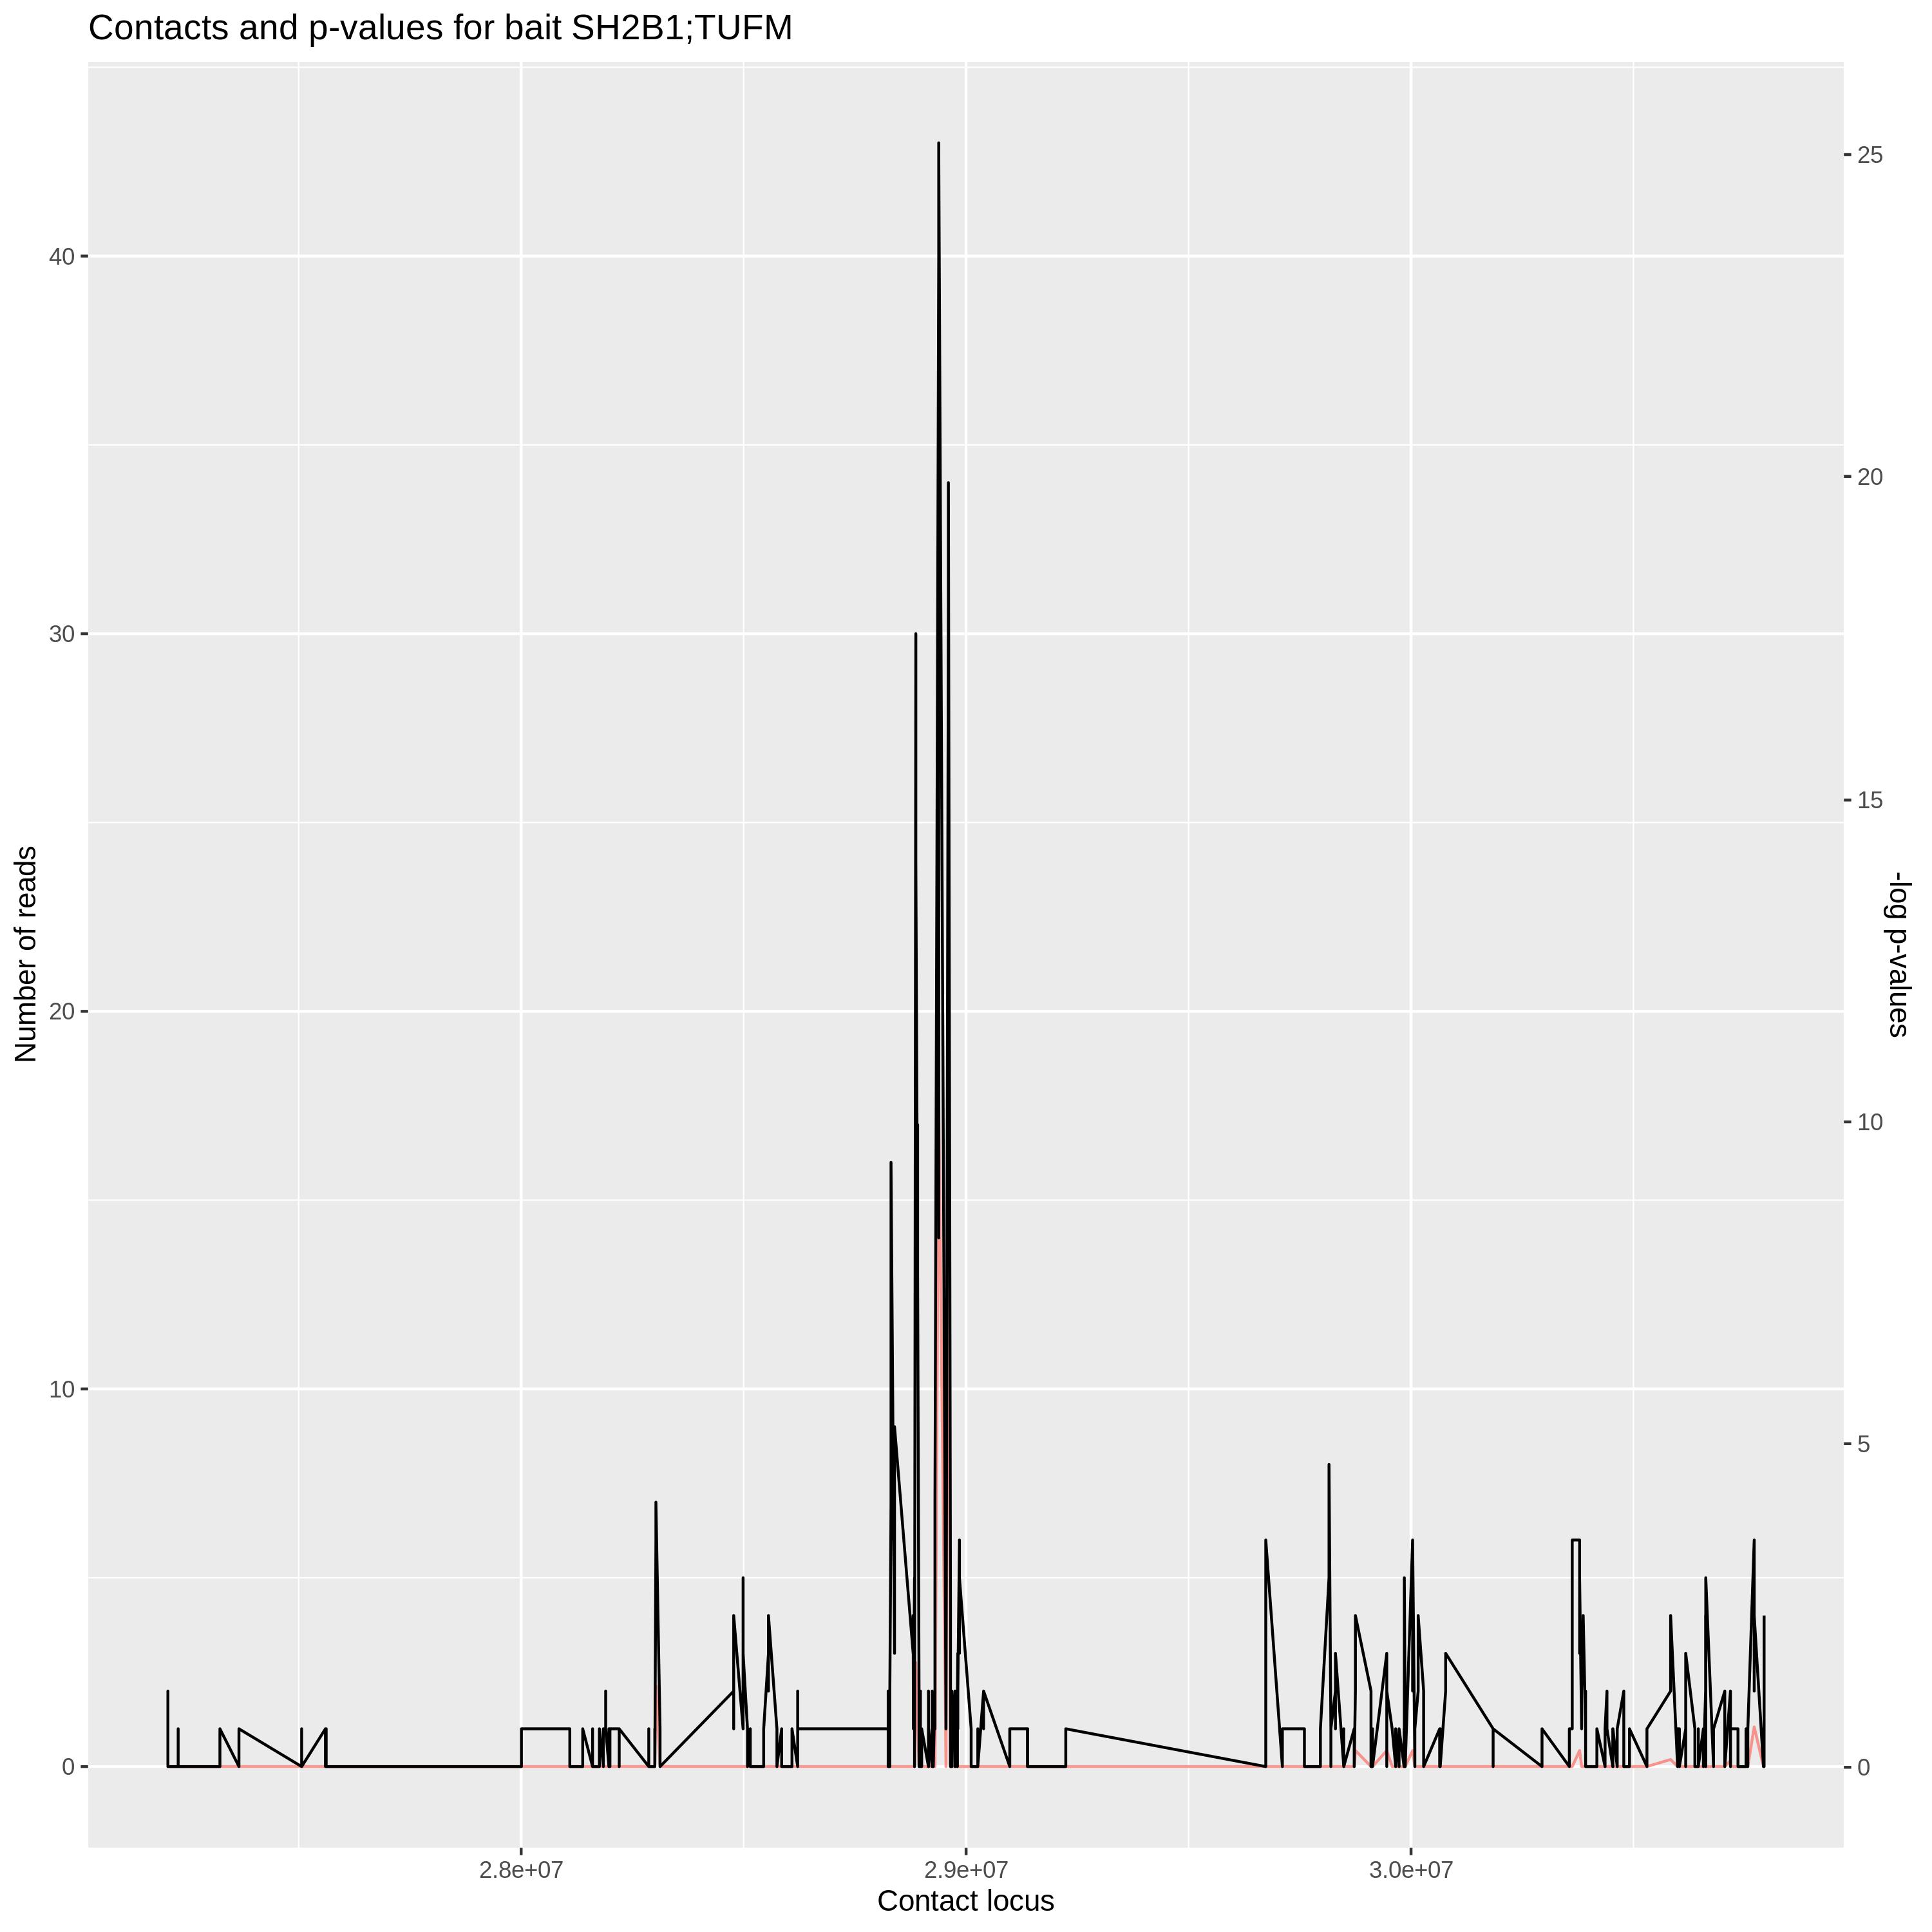 Contacts and p-values for bait SH2B1;TUFM
Number of reads
40
30
20
10
0
25
20
15
10
5
0
-log p-values
2.8e+07 2.9e+07 3.0e+07
Contact locus